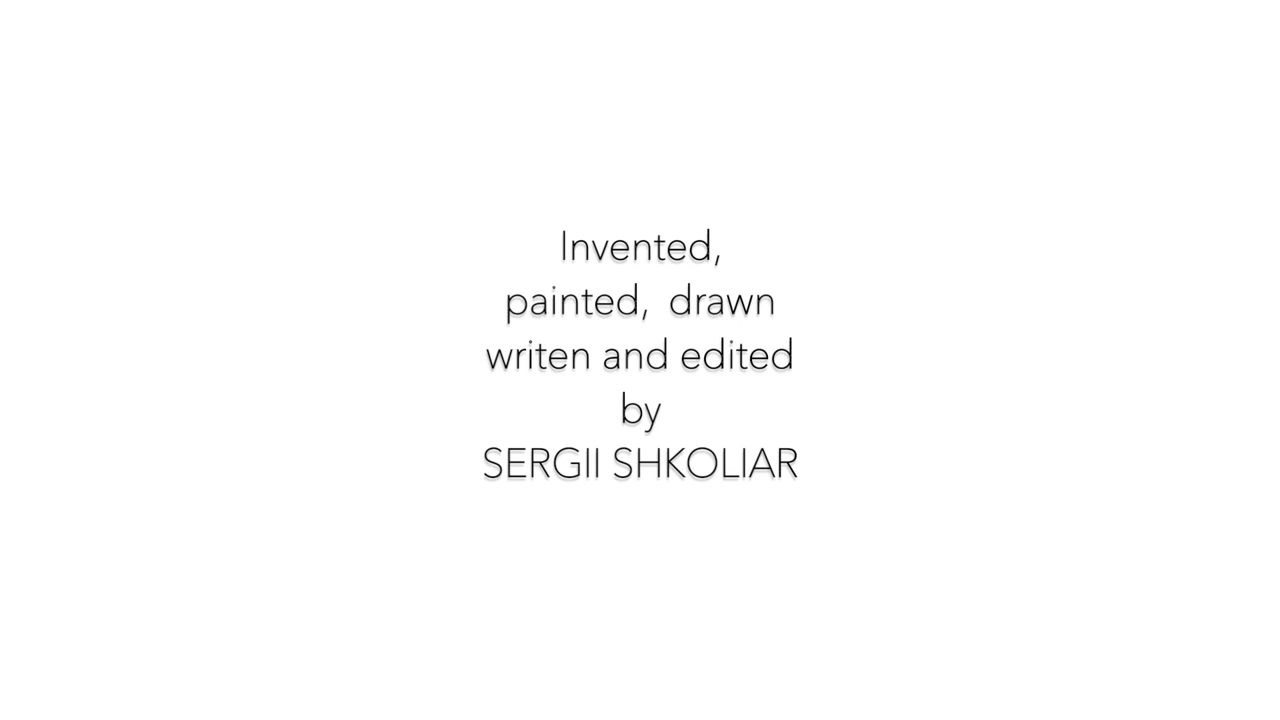 Invented,
painted,  drawn
writen and edited
by
SERGII SHKOLIAR